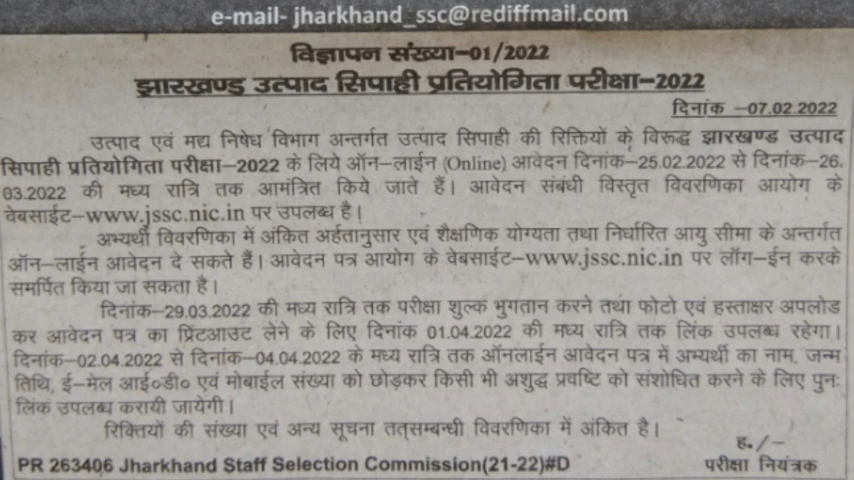 e-mail- jharkhand_ssc@rediffmail.com
विज्ञापन संख्या–01/2022
झारखण्ड उत्पाद सिपाही प्रतियोगिता परीक्षा–2022
दिनांक –07.02.2022
उत्पाद एवं मद्य निषेध विभाग अन्तर्गत उत्पाद सिपाही की रिक्तियों के विरूद्ध झारखण्ड उत्पाद
सिपाही प्रतियोगिता परीक्षा–2022 के लिये ऑन–लाईन (Online) आवेदन दिनांक–25.02.2022 से दिनांक–26.
03.2022 की मध्य रात्रि तक आमंत्रित किये जाते हैं। आवेदन संबंधी विस्तृत विवरणिका आयोग के
वेबसाईट–www.jssc.nic.in पर उपलब्ध है।
अभ्यर्थी विवरणिका में अंकित अर्हतानुसार एवं शैक्षणिक योग्यता तथा निर्धारित आयु सीमा के अन्तर्गत
ऑन–लाईन आवेदन दे सकते हैं। आवेदन पत्र आयोग के वेबसाईट–www.jssc.nic.in पर लॉग–ईन करके
समर्पित किया जा सकता है।
दिनांक–29.03.2022 की मध्य रात्रि तक परीक्षा शुल्क भुगतान करने तथा फोटो एवं हस्ताक्षर अपलोड
कर आवेदन पत्र का प्रिंटआउट लेने के लिए दिनांक 01.04.2022 की मध्य रात्रि तक लिंक उपलब्ध रहेगा।
दिनांक–02.04.2022 से दिनांक–04.04.2022 के मध्य रात्रि तक ऑनलाईन आवेदन पत्र में अभ्यर्थी का नाम, जन्म
तिथि, ई–मेल आई०डी० एवं मोबाईल संख्या को छोड़कर किसी भी अशुद्ध प्रवष्टि को संशोधित करने के लिए पुनः
लिंक उपलब्ध करायी जायेगी।
रिक्तियों की संख्या एवं अन्य सूचना तत्सम्बन्धी विवरणिका में अंकित है।
ह./–
PR 263406 Jharkhand Staff Selection Commission(21-22)#D परीक्षा नियंत्रक